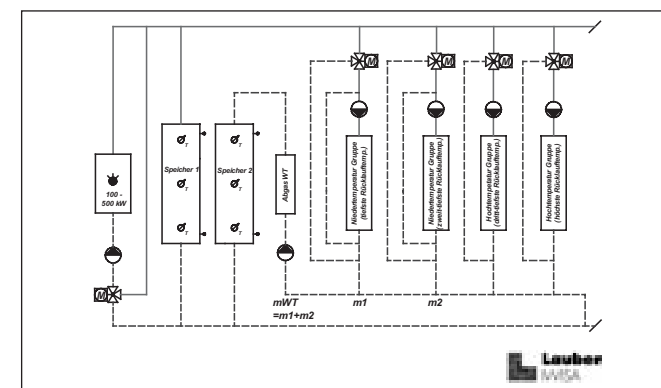 M
M
M
M
100 -
500 kW
Speicher 1
T
T
T
Speicher 2
T
T
T
Abgas WT
Niedertemperatur Gruppe
(tiefste Rücklauftemp.)
Niedertemperatur Gruppe
(zweit-tiefste Rücklauftemp.)
Hochtemperatur Gruppe
(dritt-tiefste Rücklauftemp.)
Hochtemperatur Gruppe
(höchste Rücklauftemp.)
M
mWT
=m1+m2
m1
m2
Lauber
IWISA